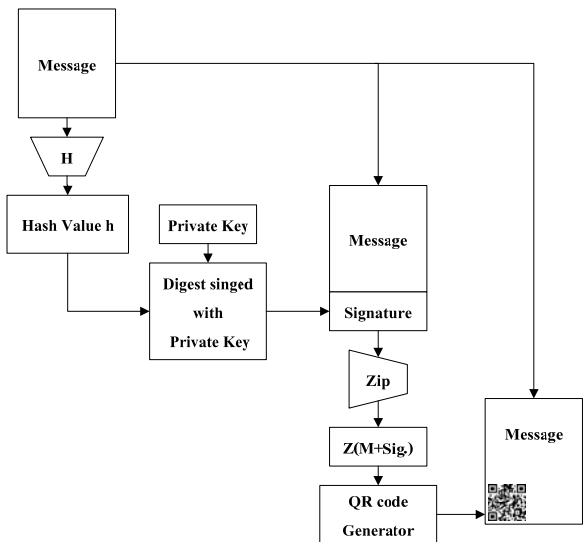 Message
H
Hash Value h
Private Key
Digest singed
with
Private Key
Message
Signature
Zip
Z(M+Sig.)
QR code
Generator
Message